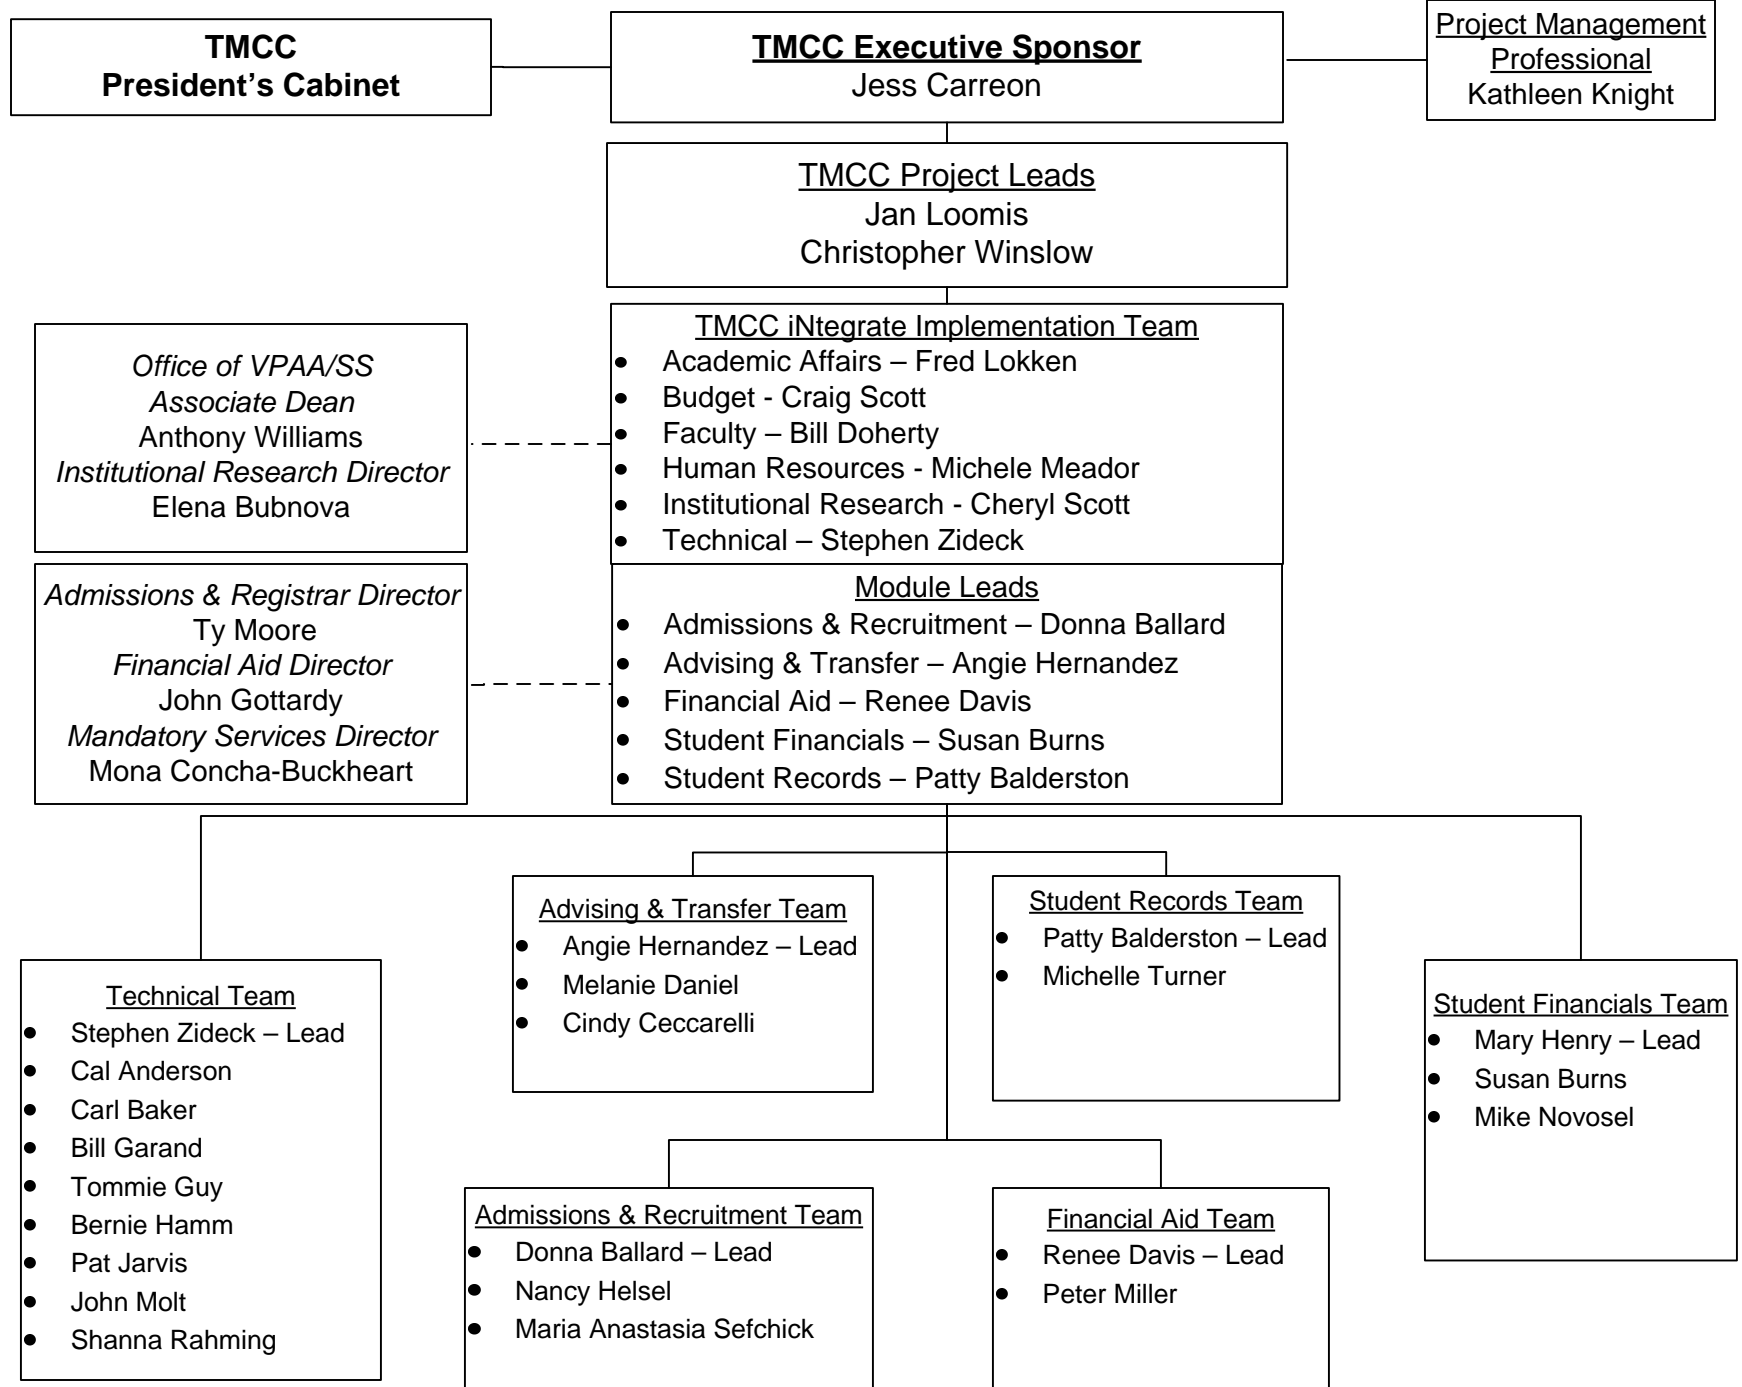 TMCC
President's Cabinet
TMCC Executive Sponsor
Jess Carreon
Project Management
Professional
Kathleen Knight
TMCC Project Leads
Jan Loomis
Christopher Winslow
Office of VPAA/SS
Associate Dean
Anthony Williams
Institutional Research Director
Elena Bubnova
TMCC iNtegrate Implementation Team
• Academic Affairs – Fred Lokken
• Budget - Craig Scott
• Faculty – Bill Doherty
• Human Resources - Michele Meador
• Institutional Research - Cheryl Scott
• Technical – Stephen Zideck
Admissions & Registrar Director
Ty Moore
Financial Aid Director
John Gottardy
Mandatory Services Director
Mona Concha-Buckheart
Module Leads
• Admissions & Recruitment – Donna Ballard
• Advising & Transfer – Angie Hernandez
• Financial Aid – Renee Davis
• Student Financials – Susan Burns
• Student Records – Patty Balderston
Technical Team
• Stephen Zideck – Lead
• Cal Anderson
• Carl Baker
• Bill Garand
• Tommie Guy
• Bernie Hamm
• Pat Jarvis
• John Molt
• Shanna Rahming
Advising & Transfer Team
• Angie Hernandez – Lead
• Melanie Daniel
• Cindy Ceccarelli
Student Records Team
• Patty Balderston – Lead
• Michelle Turner
Student Financials Team
• Mary Henry – Lead
• Susan Burns
• Mike Novosel
Admissions & Recruitment Team
• Donna Ballard – Lead
• Nancy Helsel
• Maria Anastasia Sefchick
Financial Aid Team
• Renee Davis – Lead
• Peter Miller